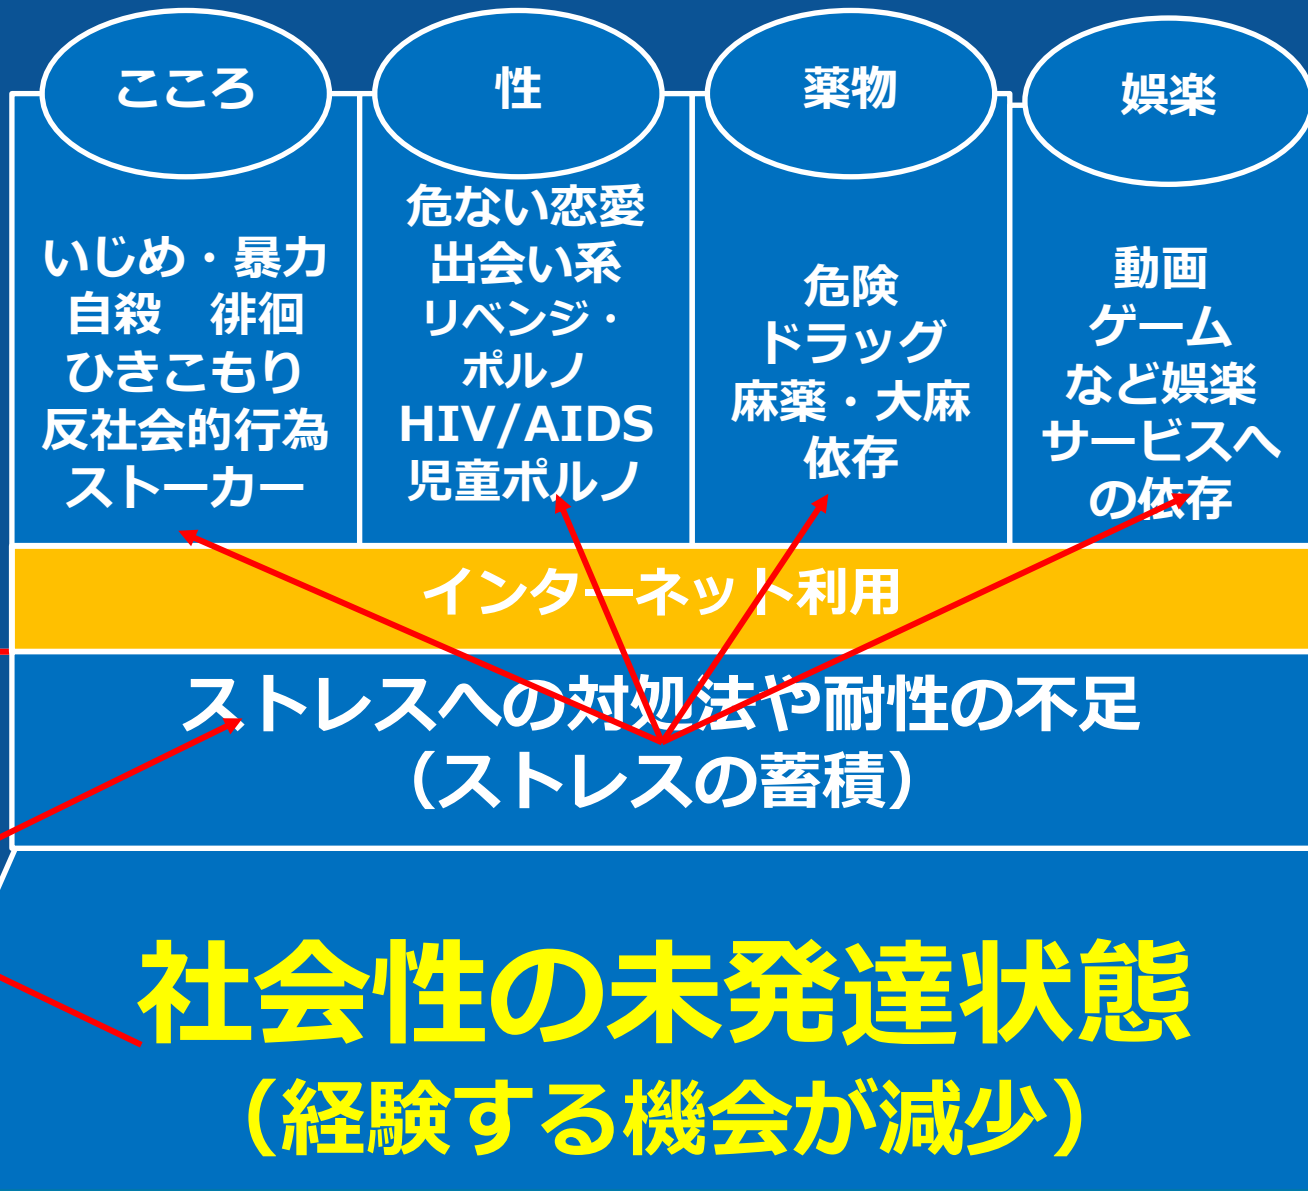 こころ
いじめ・暴力
自殺　徘徊
ひきこもり
反社会的行為
ストーカー
性
危ない恋愛
出会い系
リベンジ・
ポルノ
HIV/AIDS
児童ポルノ
薬物
危険
ドラッグ
麻薬・大麻
依存
娯楽
動画
ゲーム
など娯楽
サービスへ
の依存
インターネット利用
ストレスへの対処法や耐性の不足
（ストレスの蓄積）
社会性の未発達状態
（経験する機会が減少）